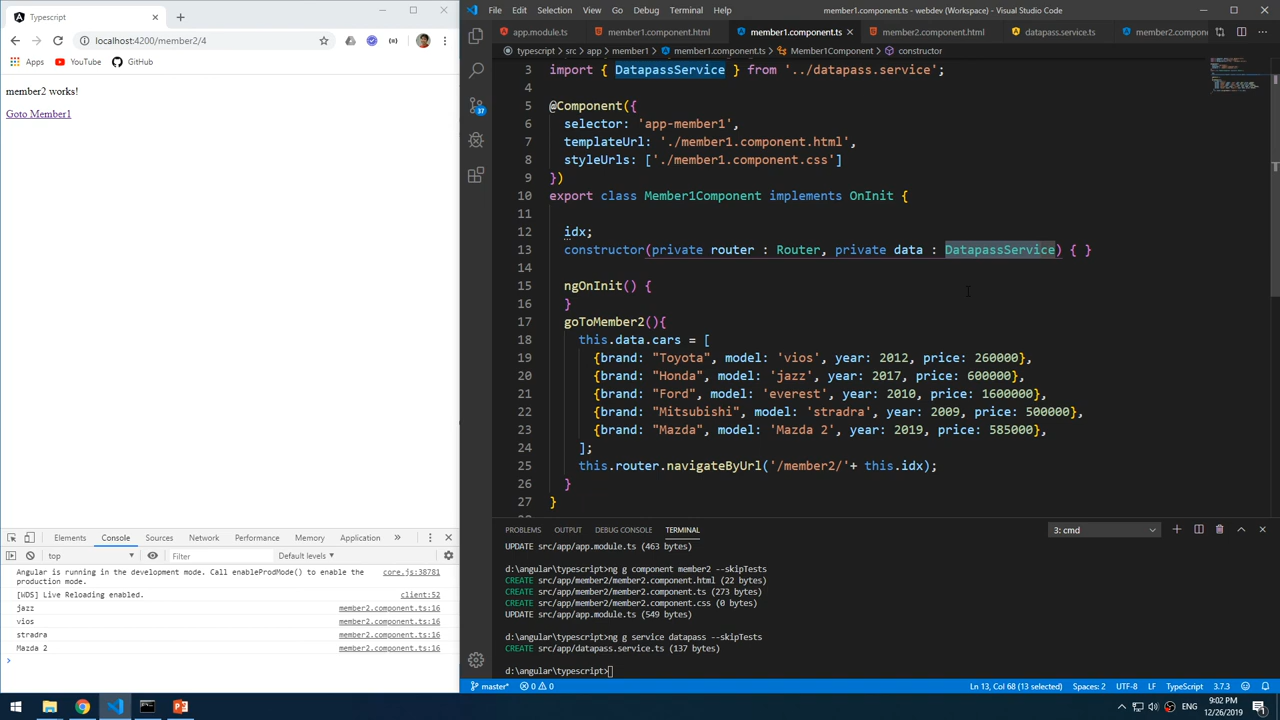 Typescript
localhost:4200/member2/4
Apps YouTube GitHub
member2 works!
Goto Member1
Elements Console Sources Network Performance Memory Application
top Filter Default levels
Angular is running in the development mode. Call enableProdMode() to enable the core.js:38781
production mode.
[WDS] Live Reloading enabled. client:52
jazz member2.component.ts:16
vios member2.component.ts:16
stradra member2.component.ts:16
Mazda 2 member2.component.ts:16
File Edit Selection View Go Debug Terminal Help member1.component.ts - webdev (Workspace) - Visual Studio Code
app.module.ts member1.component.html member1.component.ts member2.component.html datapass.service.ts member2.componen
typescript > src > app > member1 > member1.component.ts > Member1Component > constructor
3 import { DatapassService } from '../datapass.service';
4
5 @Component({
6 selector: 'app-member1',
7 templateUrl: './member1.component.html',
8 styleUrls: ['./member1.component.css']
9 })
10 export class Member1Component implements OnInit {
11
12 idx;
13 constructor(private router : Router, private data : DatapassService) { }
14
15 ngOnInit() {
16 }
17 goToMember2(){
18 this.data.cars = [
19 {brand: "Toyota", model: 'vios', year: 2012, price: 260000},
20 {brand: "Honda", model: 'jazz', year: 2017, price: 600000},
21 {brand: "Ford", model: 'everest', year: 2010, price: 1600000},
22 {brand: "Mitsubishi", model: 'stradra', year: 2009, price: 500000},
23 {brand: "Mazda", model: 'Mazda 2', year: 2019, price: 585000},
24 ];
25 this.router.navigateByUrl('/member2/'+ this.idx);
26 }
27 }
PROBLEMS OUTPUT DEBUG CONSOLE TERMINAL 3: cmd
UPDATE src/app/app.module.ts (463 bytes)
d:\angular\typescript>ng g component member2 --skipTests
CREATE src/app/member2/member2.component.html (22 bytes)
CREATE src/app/member2/member2.component.ts (273 bytes)
CREATE src/app/member2/member2.component.css (0 bytes)
UPDATE src/app/app.module.ts (549 bytes)
d:\angular\typescript>ng g service datapass --skipTests
CREATE src/app/datapass.service.ts (137 bytes)
d:\angular\typescript>
37
master* 0 0 Ln 13, Col 68 (13 selected) Spaces: 2 UTF-8 LF TypeScript 3.7.3
ENG 9:02 PM
12/26/2019